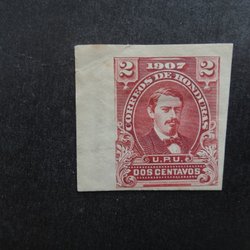 1907
2 2
CORREOS DE HONDURAS
U.P.U.
DOS CENTAVOS